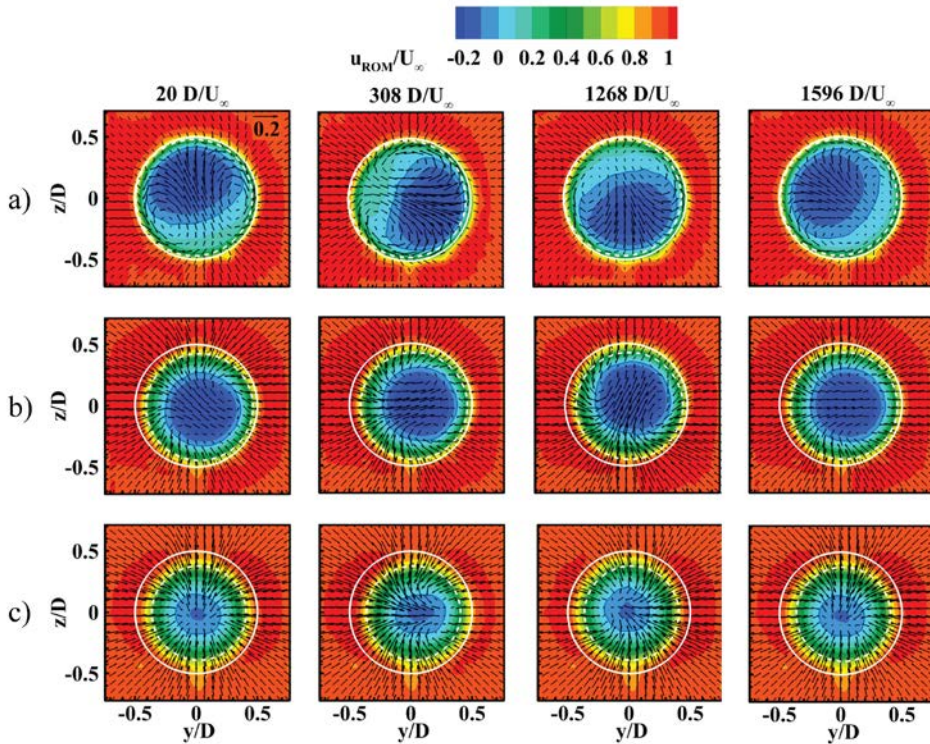 u_ROM/U_∞ -0.2 0 0.2 0.4 0.6 0.8 1
20 D/U_∞ 308 D/U_∞ 1268 D/U_∞ 1596 D/U_∞
0.2
a) z/D 0.5 0 -0.5
b) z/D 0.5 0 -0.5
c) z/D 0.5 0 -0.5
-0.5 0 0.5 -0.5 0 0.5 -0.5 0 0.5 -0.5 0 0.5
y/D y/D y/D y/D